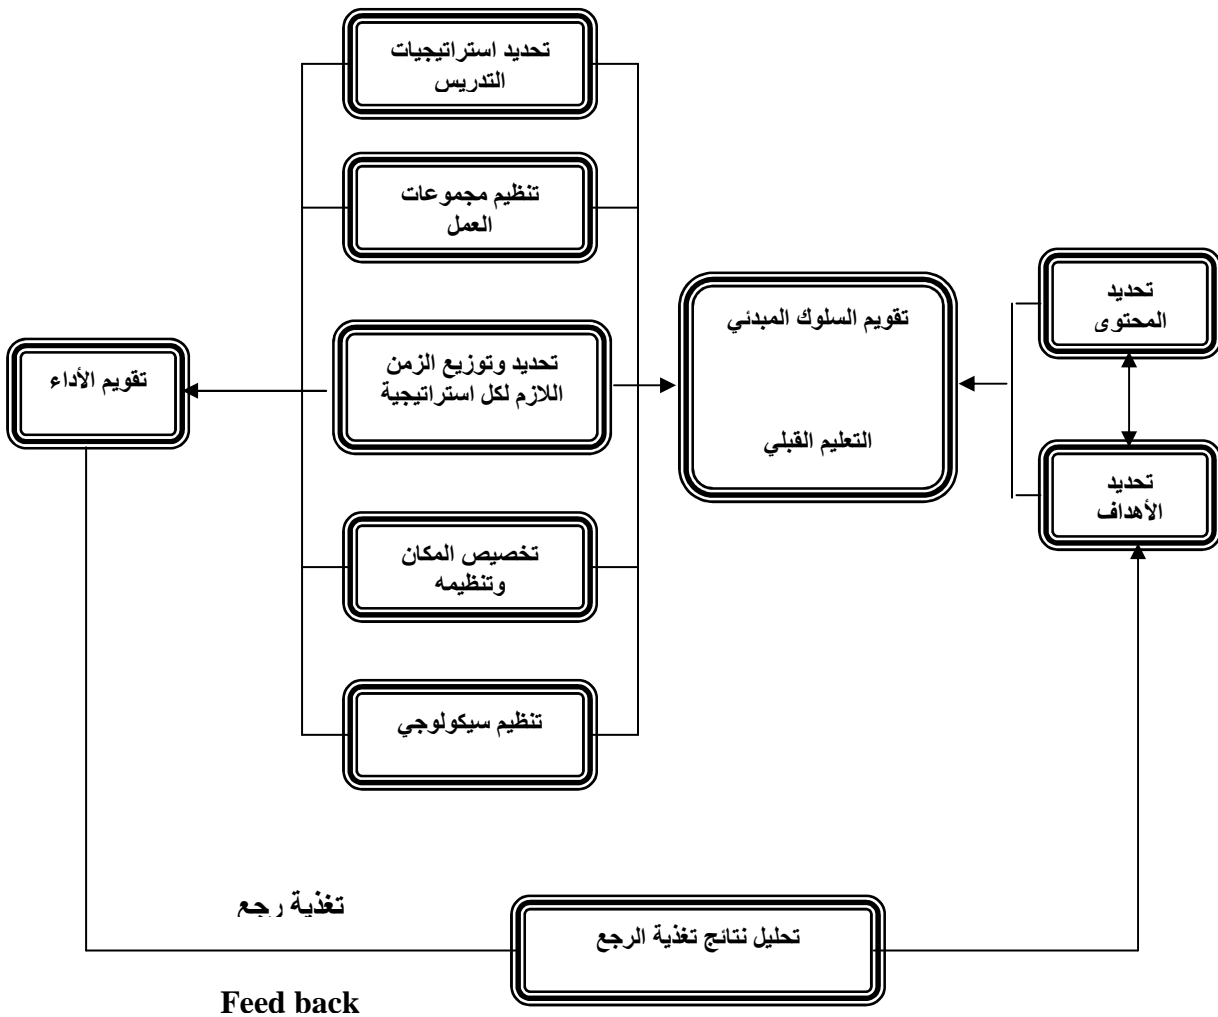 تحديد استراتيجيات
التدريس
تنظيم مجموعات
العمل
تحديد
المحتوى
تقويم السلوك المبدئي
التعليم القبلي
تحديد وتوزيع الزمن
اللازم لكل استراتيجية
تقويم الأداء
تحديد
الأهداف
تخصيص المكان
وتنظيمه
تنظيم سيكولوجي
تغذية رجع
تحليل نتائج تغذية الرجع
Feed back